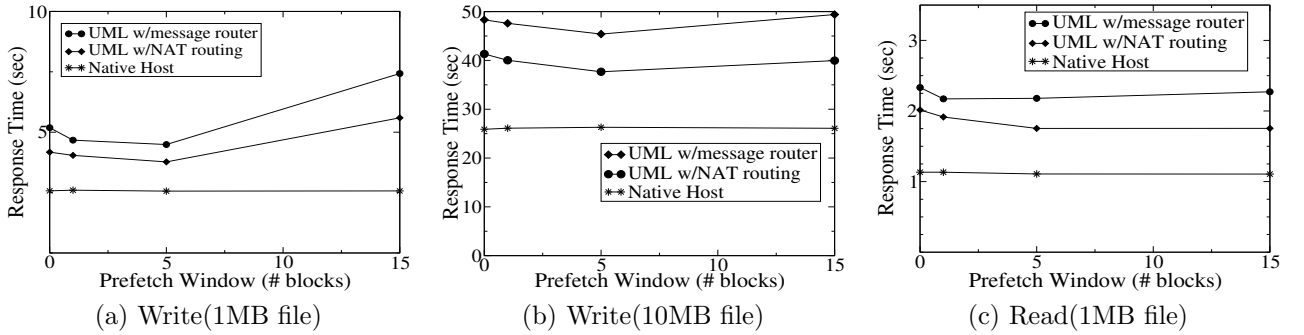 10
5
Response Time (sec)
UML w/message router
UML w/NAT routing
Native Host
0 5 10 15
Prefetch Window (# blocks)
(a) Write(1MB file)
50
40
30
20
10
0
Response Time (sec)
UML w/message router
UML w/NAT routing
Native Host
0 5 10 15
Prefetch Window (# blocks)
(b) Write(10MB file)
3
2
1
Response Time (sec)
UML w/message router
UML w/NAT routing
Native Host
0 5 10 15
Prefetch Window (# blocks)
(c) Read(1MB file)